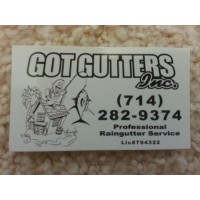 GOT GUTTERS
Inc.
(714)
282-9374
Professional
Raingutter Service
Lic#794322